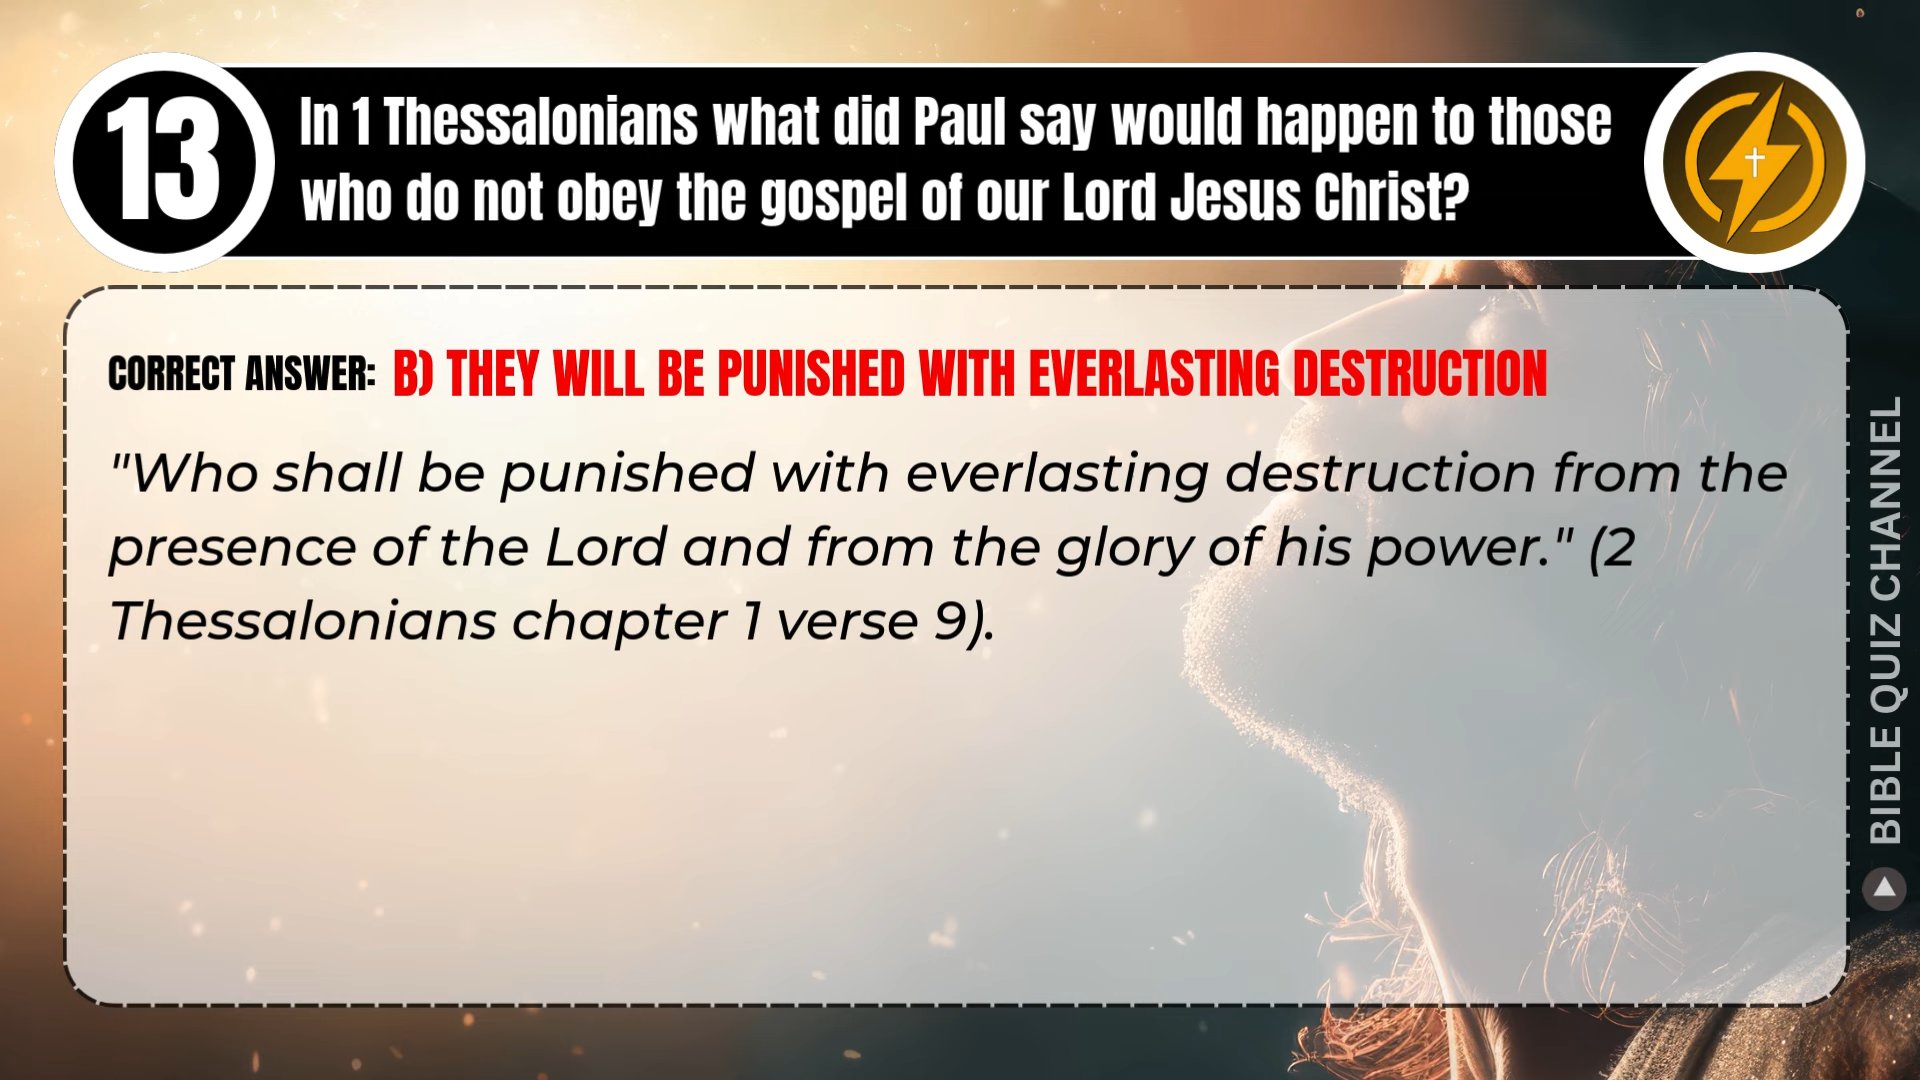 13
In 1 Thessalonians what did Paul say would happen to those
who do not obey the gospel of our Lord Jesus Christ?
CORRECT ANSWER: B) THEY WILL BE PUNISHED WITH EVERLASTING DESTRUCTION
"Who shall be punished with everlasting destruction from the
presence of the Lord and from the glory of his power." (2
Thessalonians chapter 1 verse 9).
BIBLE QUIZ CHANNEL